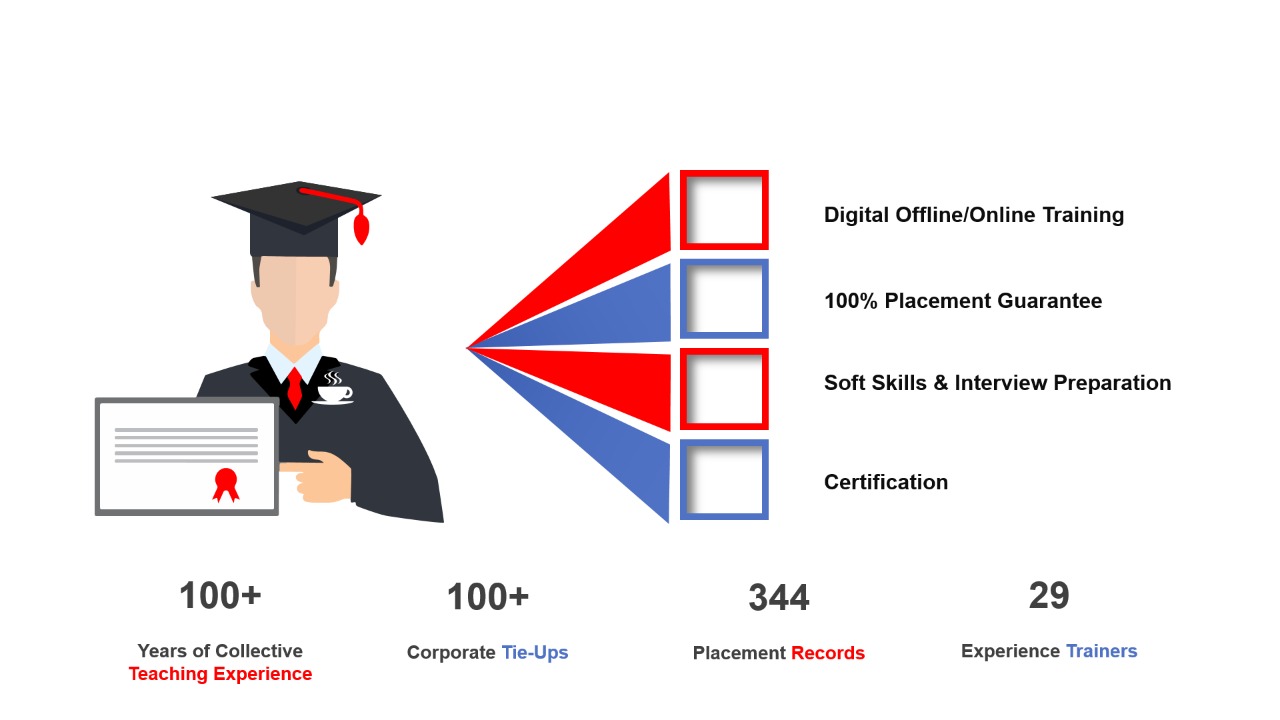 Digital Offline/Online Training
100% Placement Guarantee
Soft Skills & Interview Preparation
Certification
100+
Years of Collective
Teaching Experience
100+
Corporate Tie-Ups
344
Placement Records
29
Experience Trainers